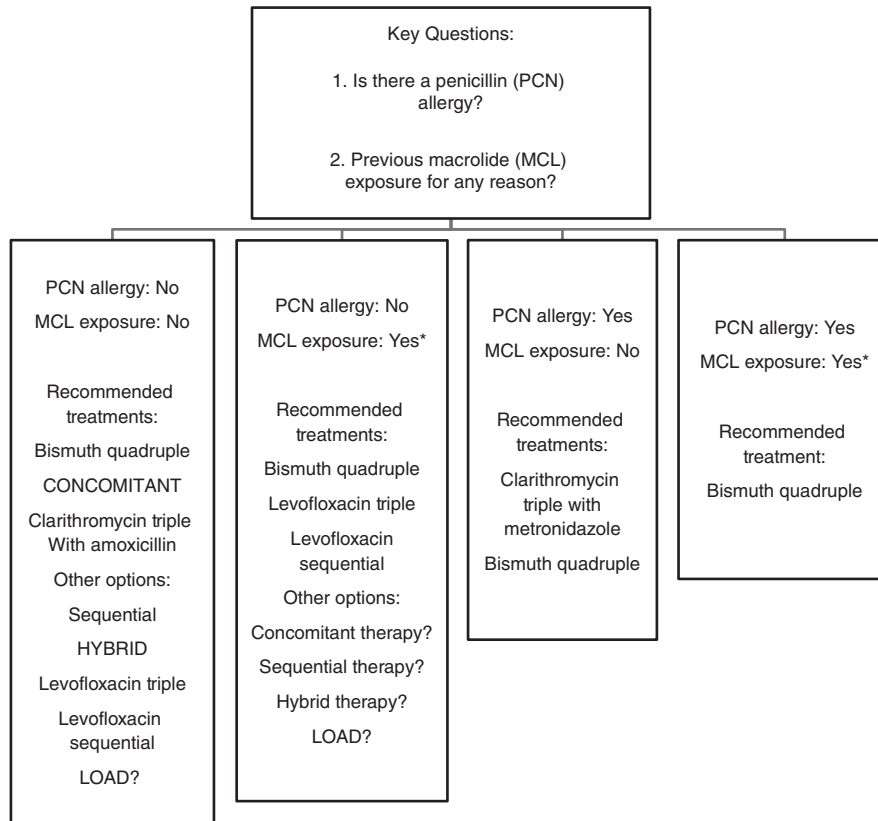 Key Questions:
1. Is there a penicillin (PCN)
allergy?
2. Previous macrolide (MCL)
exposure for any reason?
PCN allergy: No
MCL exposure: No
Recommended
treatments:
Bismuth quadruple
CONCOMITANT
Clarithromycin triple
With amoxicillin
Other options:
Sequential
HYBRID
Levofloxacin triple
Levofloxacin
sequential
LOAD?
PCN allergy: No
MCL exposure: Yes*
Recommended
treatments:
Bismuth quadruple
Levofloxacin triple
Levofloxacin
sequential
Other options:
Concomitant therapy?
Sequential therapy?
Hybrid therapy?
LOAD?
PCN allergy: Yes
MCL exposure: No
Recommended
treatments:
Clarithromycin
triple with
metronidazole
Bismuth quadruple
PCN allergy: Yes
MCL exposure: Yes*
Recommended
treatment:
Bismuth quadruple